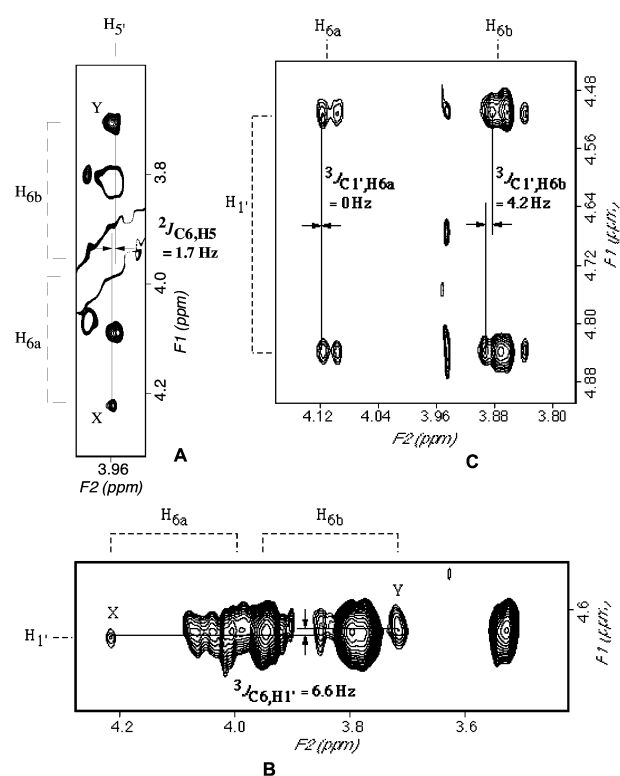 H5'
Y
3.8
H6b
2JC6,H5
= 1.7 Hz
4.0
F1 (ppm)
H6a
4.2
X
3.96
F2 (ppm)
A
H6a
H6b
4.48
4.56
3JC1',H6a
= 0 Hz
3JC1',H6b
= 4.2 Hz
4.64
H1'
F1 (ppm)
4.72
4.80
4.88
4.12
4.04
3.96
3.88
3.80
F2 (ppm)
C
H6a
H6b
X
Y
4.6
H1'
F1 (ppm)
3JC6,H1' = 6.6 Hz
4.2
4.0
3.8
3.6
F2 (ppm)
B